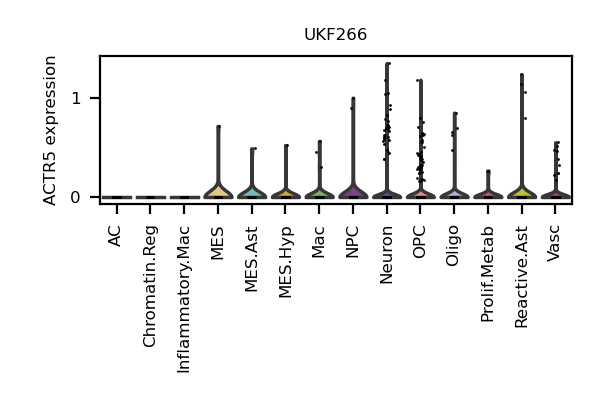 UKF266
ACTR5 expression
1
0
AC
Chromatin.Reg
Inflammatory.Mac
MES
MES.Ast
MES.Hyp
Mac
NPC
Neuron
OPC
Oligo
Prolif.Metab
Reactive.Ast
Vasc